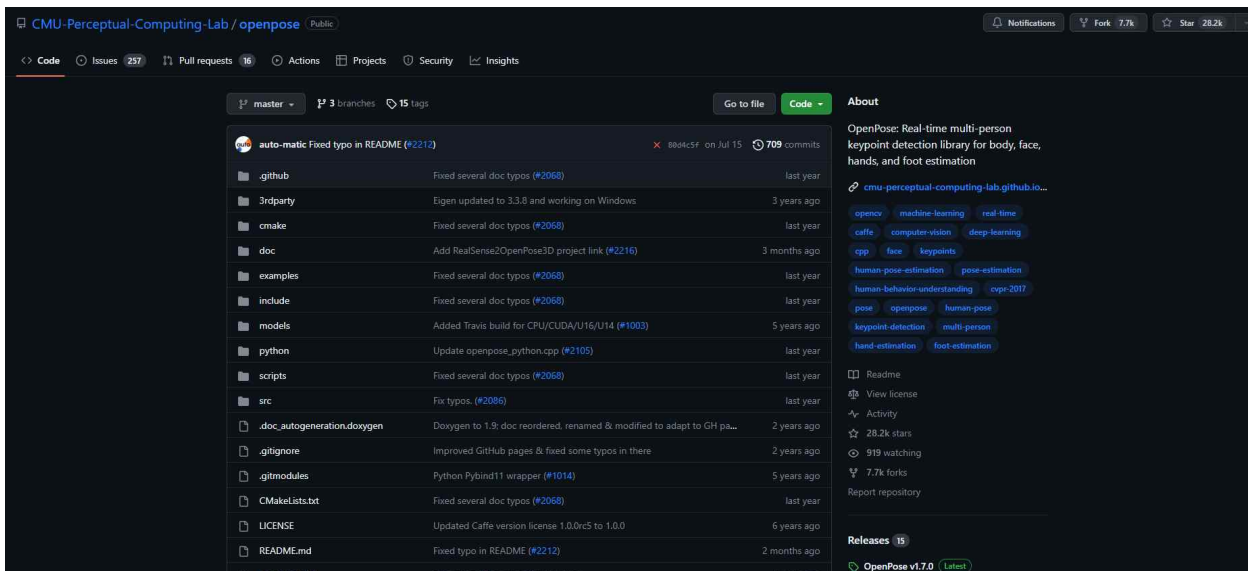 CMU-Perceptual-Computing-Lab / openpose Public
Notifications Fork 7.7k Star 28.2k
Code Issues 257 Pull requests 16 Actions Projects Security Insights
master 3 branches 15 tags Go to file Code
auto-matic Fixed typo in README (#2212) 80d4c5f on Jul 15 709 commits
.github Fixed several doc typos (#2068) last year
3rdparty Eigen updated to 3.3.8 and working on Windows 3 years ago
cmake Fixed several doc typos (#2068) last year
doc Add RealSense2OpenPose3D project link (#2216) 3 months ago
examples Fixed several doc typos (#2068) last year
include Fixed several doc typos (#2068) last year
models Added Travis build for CPU/CUDA/U16/U14 (#1003) 5 years ago
python Update openpose_python.cpp (#2105) last year
scripts Fixed several doc typos (#2068) last year
src Fix typos. (#2086) last year
.doc_autogeneration.doxygen Doxygen to 1.9; doc reordered, renamed & modified to adapt to GH pa... 2 years ago
.gitignore Improved GitHub pages & fixed some typos in there 2 years ago
.gitmodules Python Pybind11 wrapper (#1014) 5 years ago
CMakeLists.txt Fixed several doc typos (#2068) last year
LICENSE Updated Caffe version license 1.0.0rc5 to 1.0.0 6 years ago
README.md Fixed typo in README (#2212) 2 months ago
About
OpenPose: Real-time multi-person
keypoint detection library for body, face,
hands, and foot estimation
cmu-perceptual-computing-lab.github.io...
opencv machine-learning real-time
caffe computer-vision deep-learning
cpp face keypoints
human-pose-estimation pose-estimation
human-behavior-understanding cvpr-2017
pose openpose human-pose
keypoint-detection multi-person
hand-estimation foot-estimation
Readme
View license
Activity
28.2k stars
919 watching
7.7k forks
Report repository
Releases 15
OpenPose v1.7.0 Latest